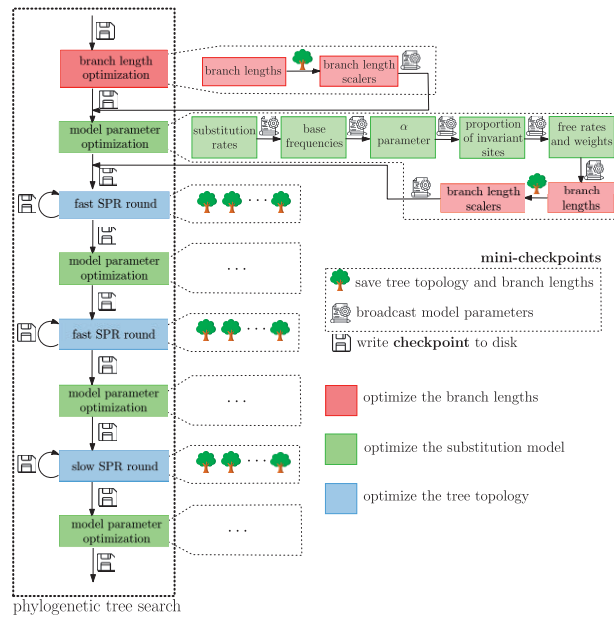 branch length
optimization
branch lengths
branch length
scalers
model parameter
optimization
substitution
rates
base
frequencies
α
parameter
proportion
of invariant
sites
free rates
and weights
branch length
scalers
branch
lengths
fast SPR round
· · ·
model parameter
optimization
· · ·
fast SPR round
· · ·
model parameter
optimization
· · ·
slow SPR round
· · ·
model parameter
optimization
· · ·
phylogenetic tree search
mini-checkpoints
save tree topology and branch lengths
broadcast model parameters
write checkpoint to disk
optimize the branch lengths
optimize the substitution model
optimize the tree topology